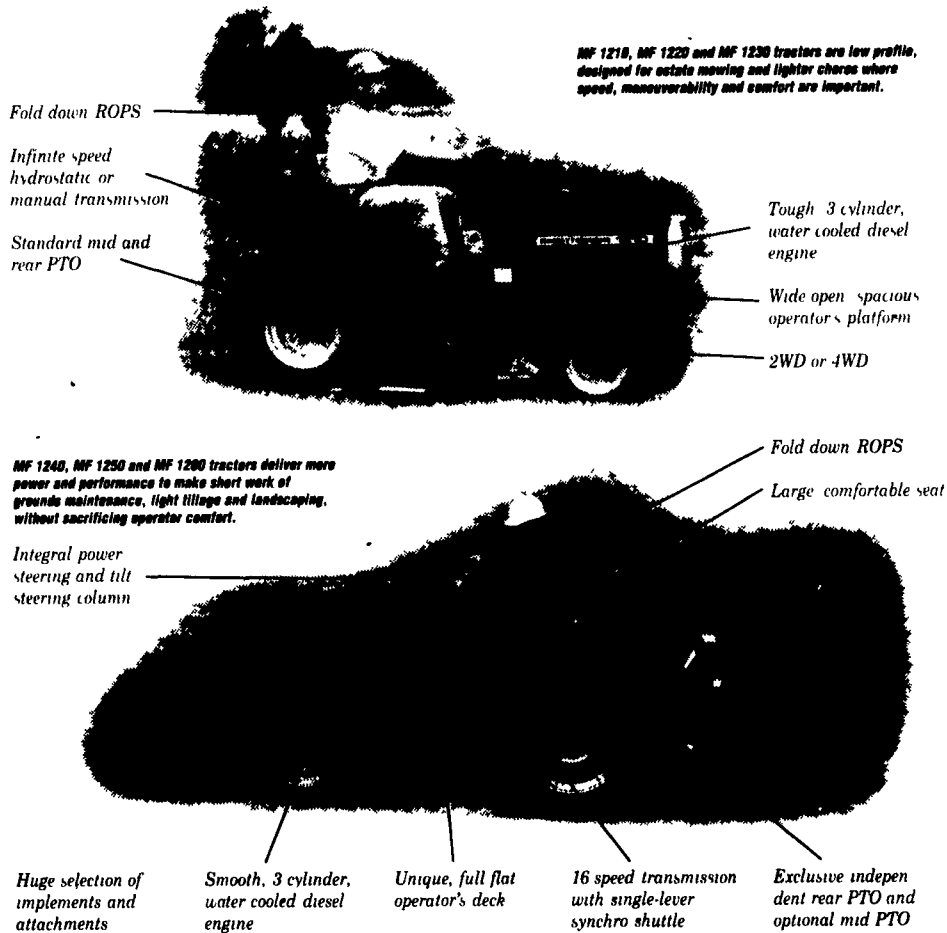 MF 1210, MF 1220 and MF 1230 tractors are low profile,
designed for estate mowing and lighter chores where
speed, maneuverability and comfort are important.
Fold down ROPS
Infinite speed
hydrostatic or
manual transmission
Standard mid and
rear PTO
Tough 3 cylinder,
water cooled diesel
engine
Wide open spacious
operator's platform
2WD or 4WD
MF 1240, MF 1250 and MF 1260 tractors deliver more
power and performance to make short work of
grounds maintenance, light tillage and landscaping,
without sacrificing operator comfort.
Fold down ROPS
Large comfortable seat
Integral power
steering and tilt
steering column
Huge selection of
implements and
attachments
Smooth, 3 cylinder,
water cooled diesel
engine
Unique, full flat
operator's deck
16 speed transmission
with single-lever
synchro shuttle
Exclusive indepen
dent rear PTO and
optional mid PTO